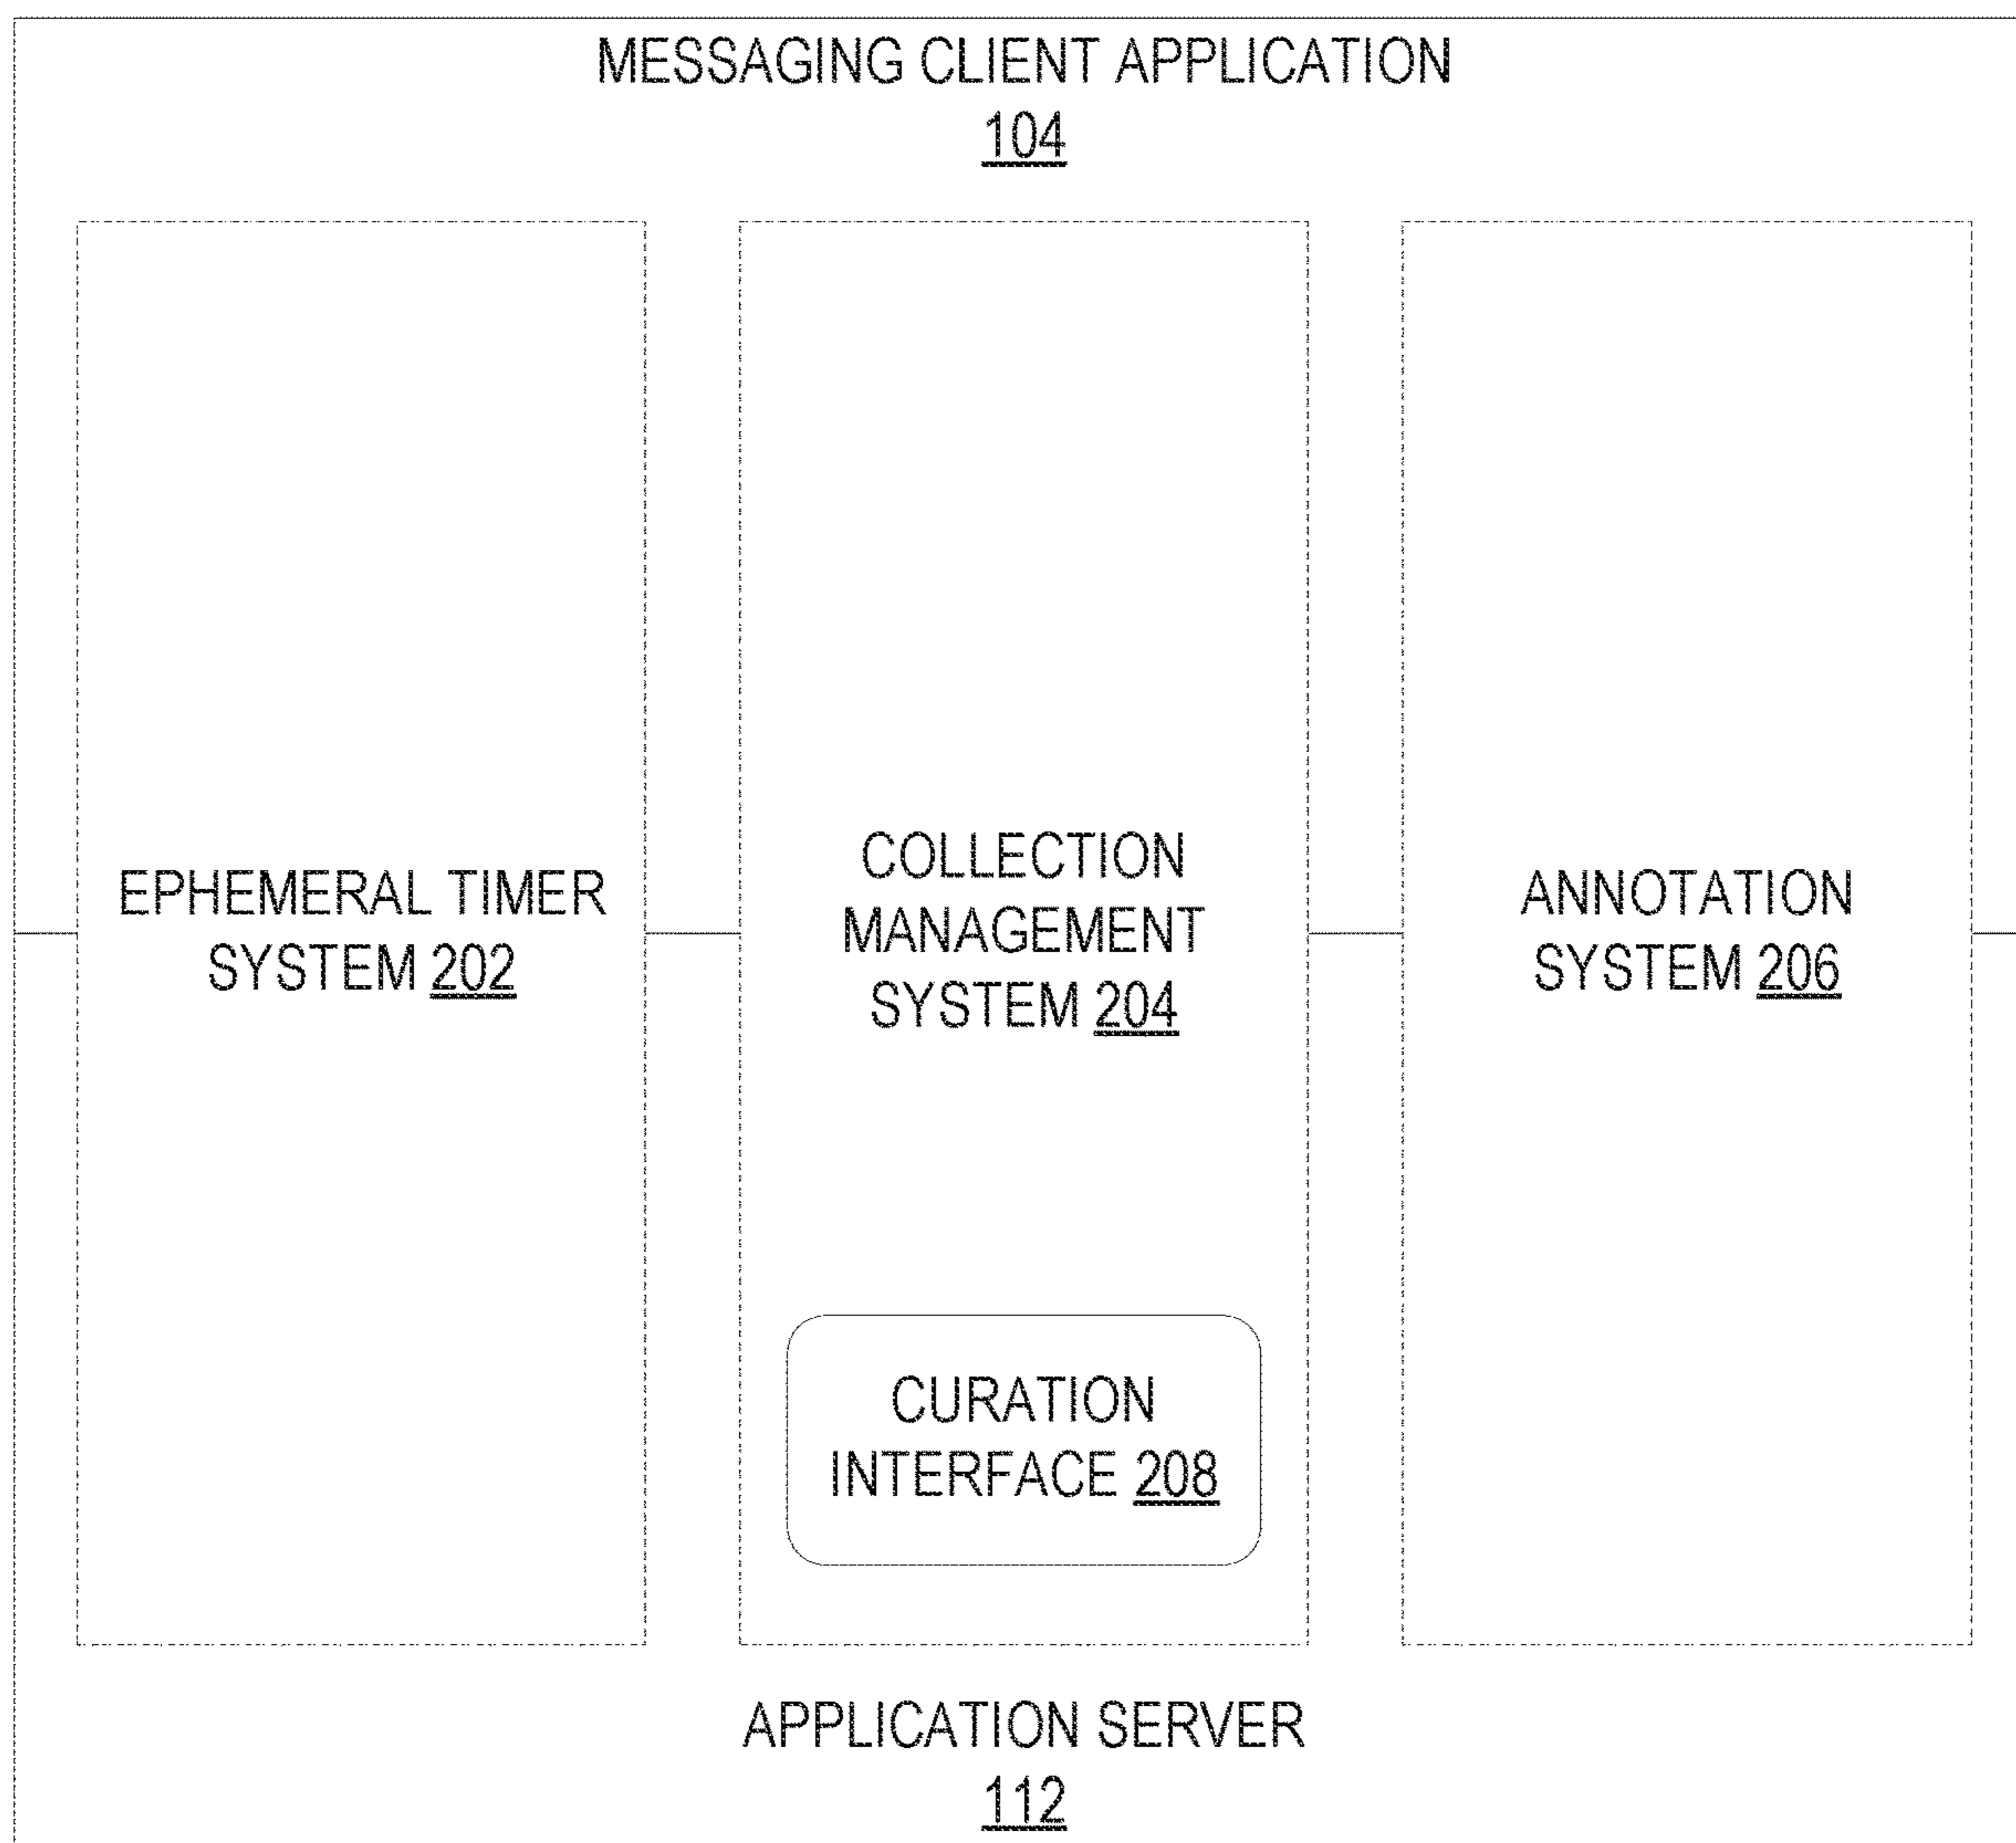 MESSAGING CLIENT APPLICATION
104
EPHEMERAL TIMER
SYSTEM 202
COLLECTION
MANAGEMENT
SYSTEM 204
ANNOTATION
SYSTEM 206
CURATION
INTERFACE 208
APPLICATION SERVER
112